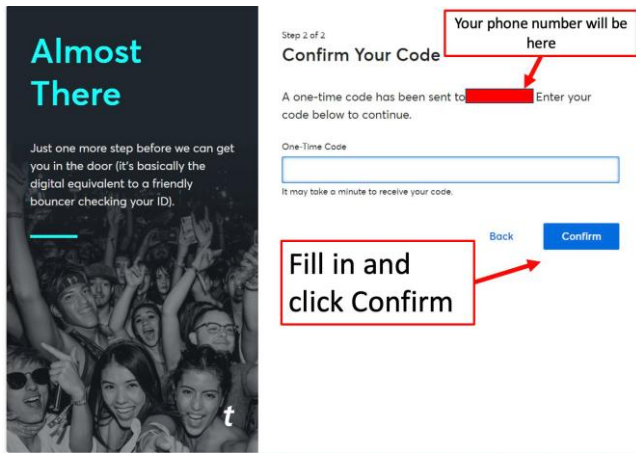 Almost
There
Just one more step before we can get
you in the door (it's basically the
digital equivalent to a friendly
bouncer checking your ID).
t
Step 2 of 2
Confirm Your Code
Your phone number will be
here
A one-time code has been sent to Enter your
code below to continue.
One-Time Code
It may take a minute to receive your code.
Back
Confirm
Fill in and
click Confirm